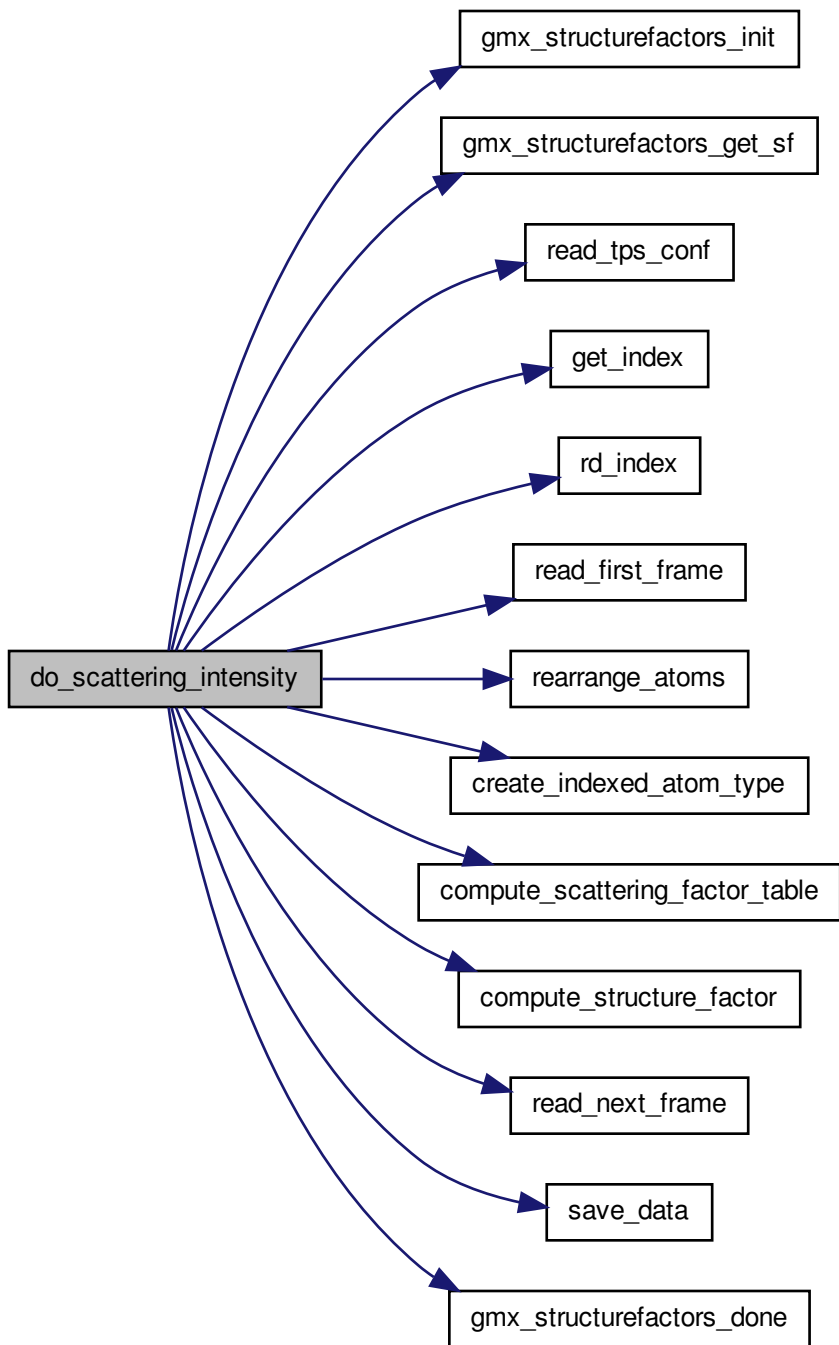 gmx_structurefactors_init
gmx_structurefactors_get_sf
read_tps_conf
get_index
rd_index
read_first_frame
do_scattering_intensity
rearrange_atoms
create_indexed_atom_type
compute_scattering_factor_table
compute_structure_factor
read_next_frame
save_data
gmx_structurefactors_done